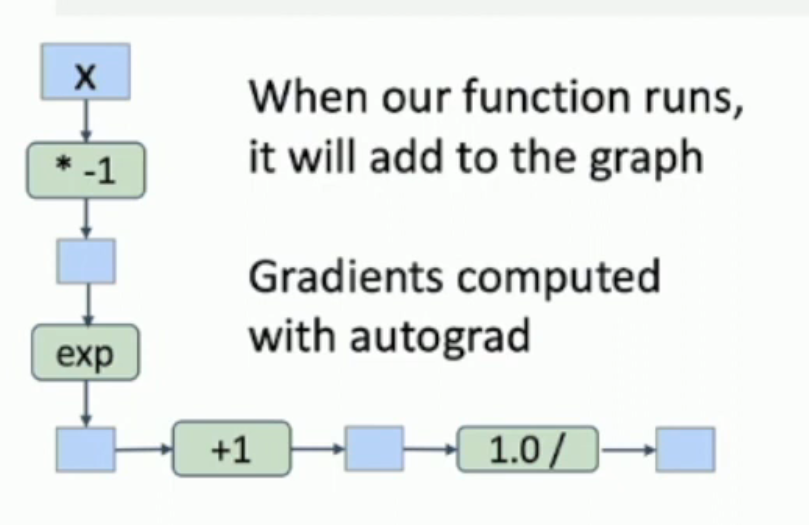 x
When our function runs,
it will add to the graph
* -1
Gradients computed
with autograd
exp
+1
1.0 /